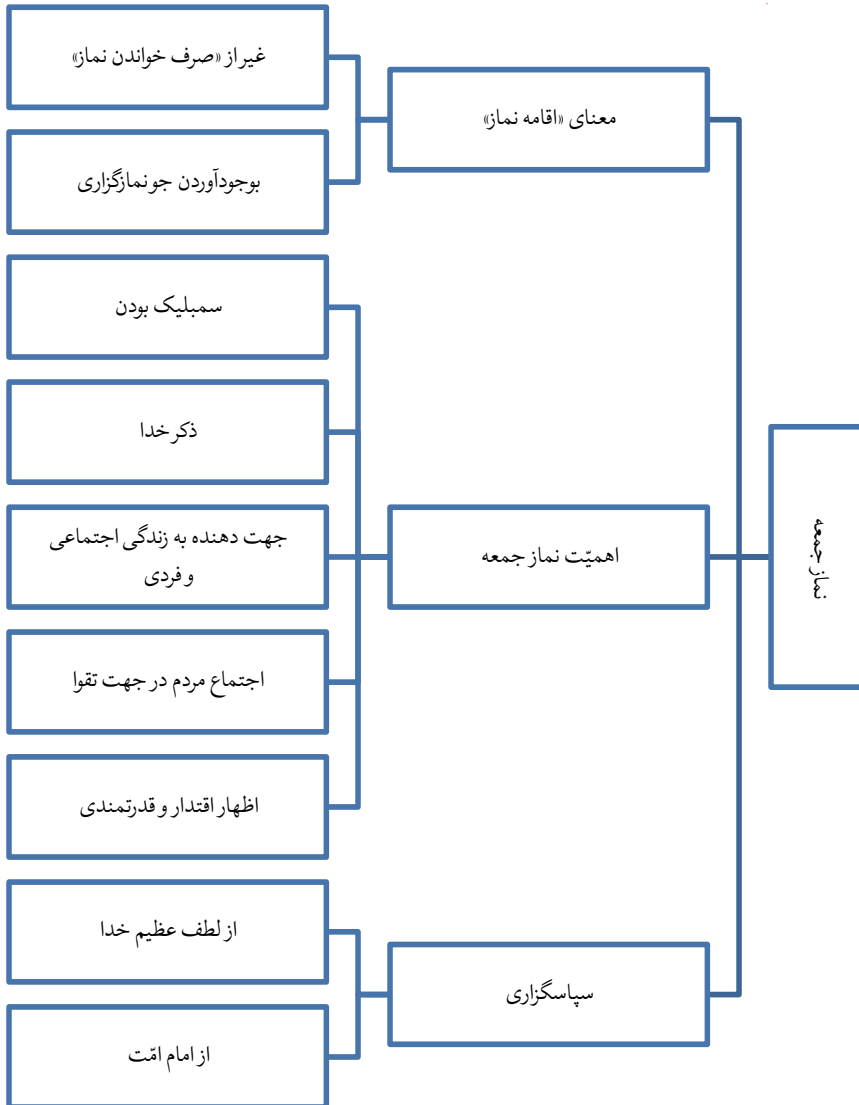 نماز جمعه
معنای «اقامه نماز»
غیر از «صرف خواندن نماز»
بوجودآوردن جو نمازگزاری
اهمیّت نماز جمعه
سمبلیک بودن
ذکر خدا
جهت دهنده به زندگی اجتماعی
و فردی
اجتماع مردم در جهت تقوا
اظهار اقتدار و قدرتمندی
سپاسگزاری
از لطف عظیم خدا
از امام امّت